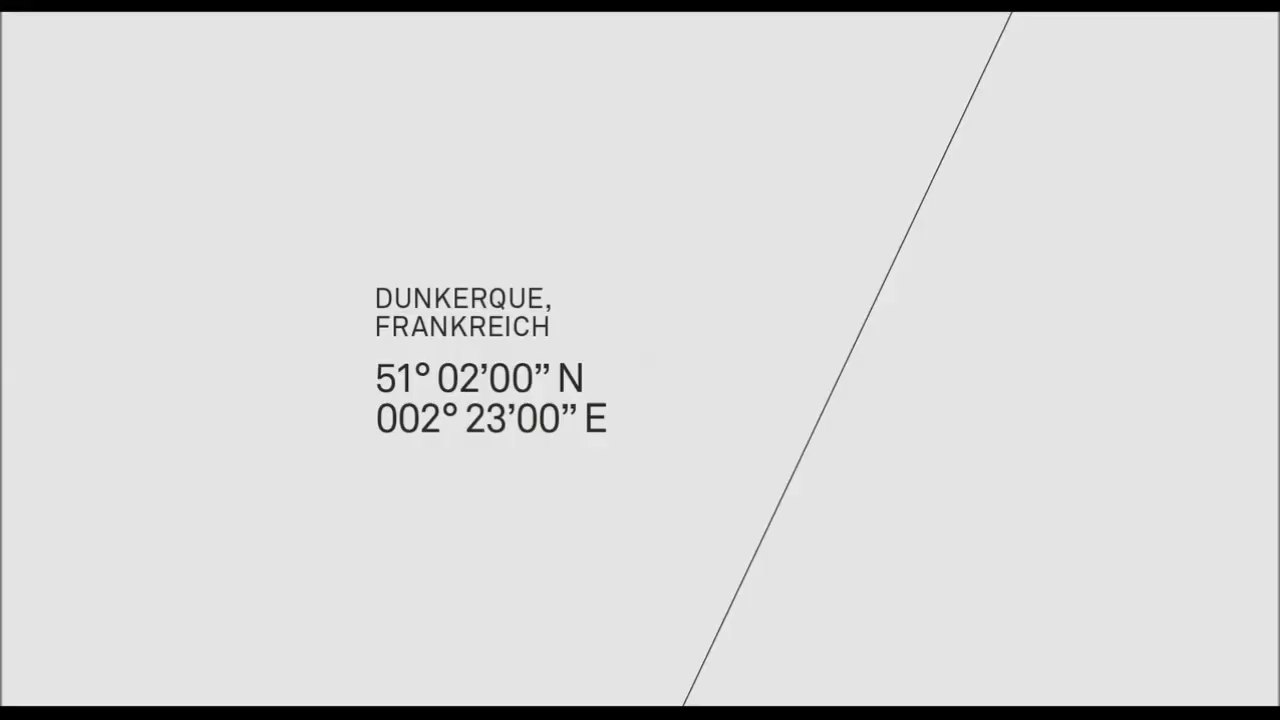 DUNKERQUE,
FRANKREICH
51° 02’00” N
002° 23’00” E